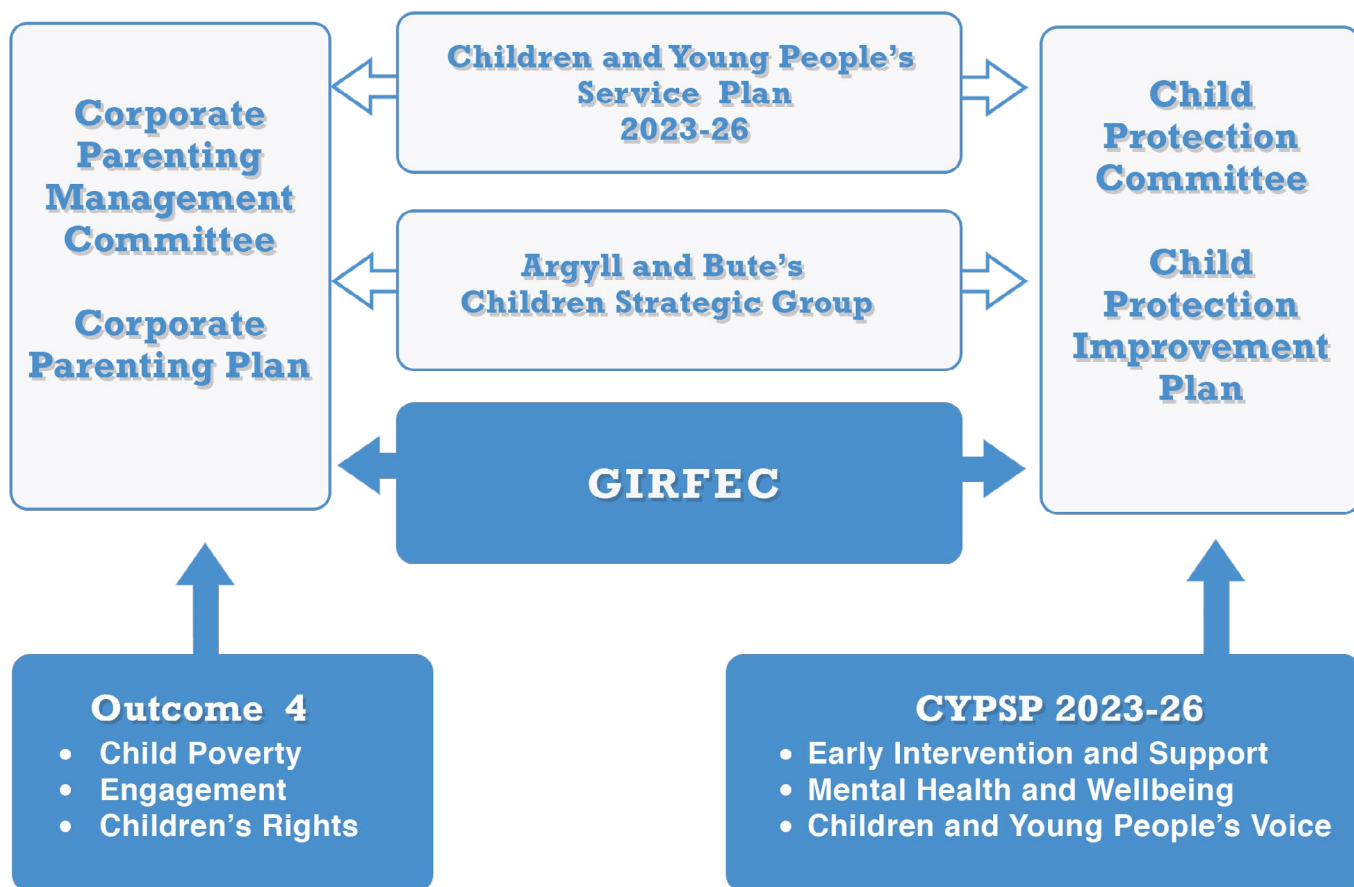 Corporate
Parenting
Management
Committee
Corporate
Parenting Plan
Children and Young People's
Service Plan
2023-26
Argyll and Bute's
Children Strategic Group
GIRFEC
Child
Protection
Committee
Child
Protection
Improvement
Plan
Outcome 4
• Child Poverty
• Engagement
• Children's Rights
CYPSP 2023-26
• Early Intervention and Support
• Mental Health and Wellbeing
• Children and Young People's Voice